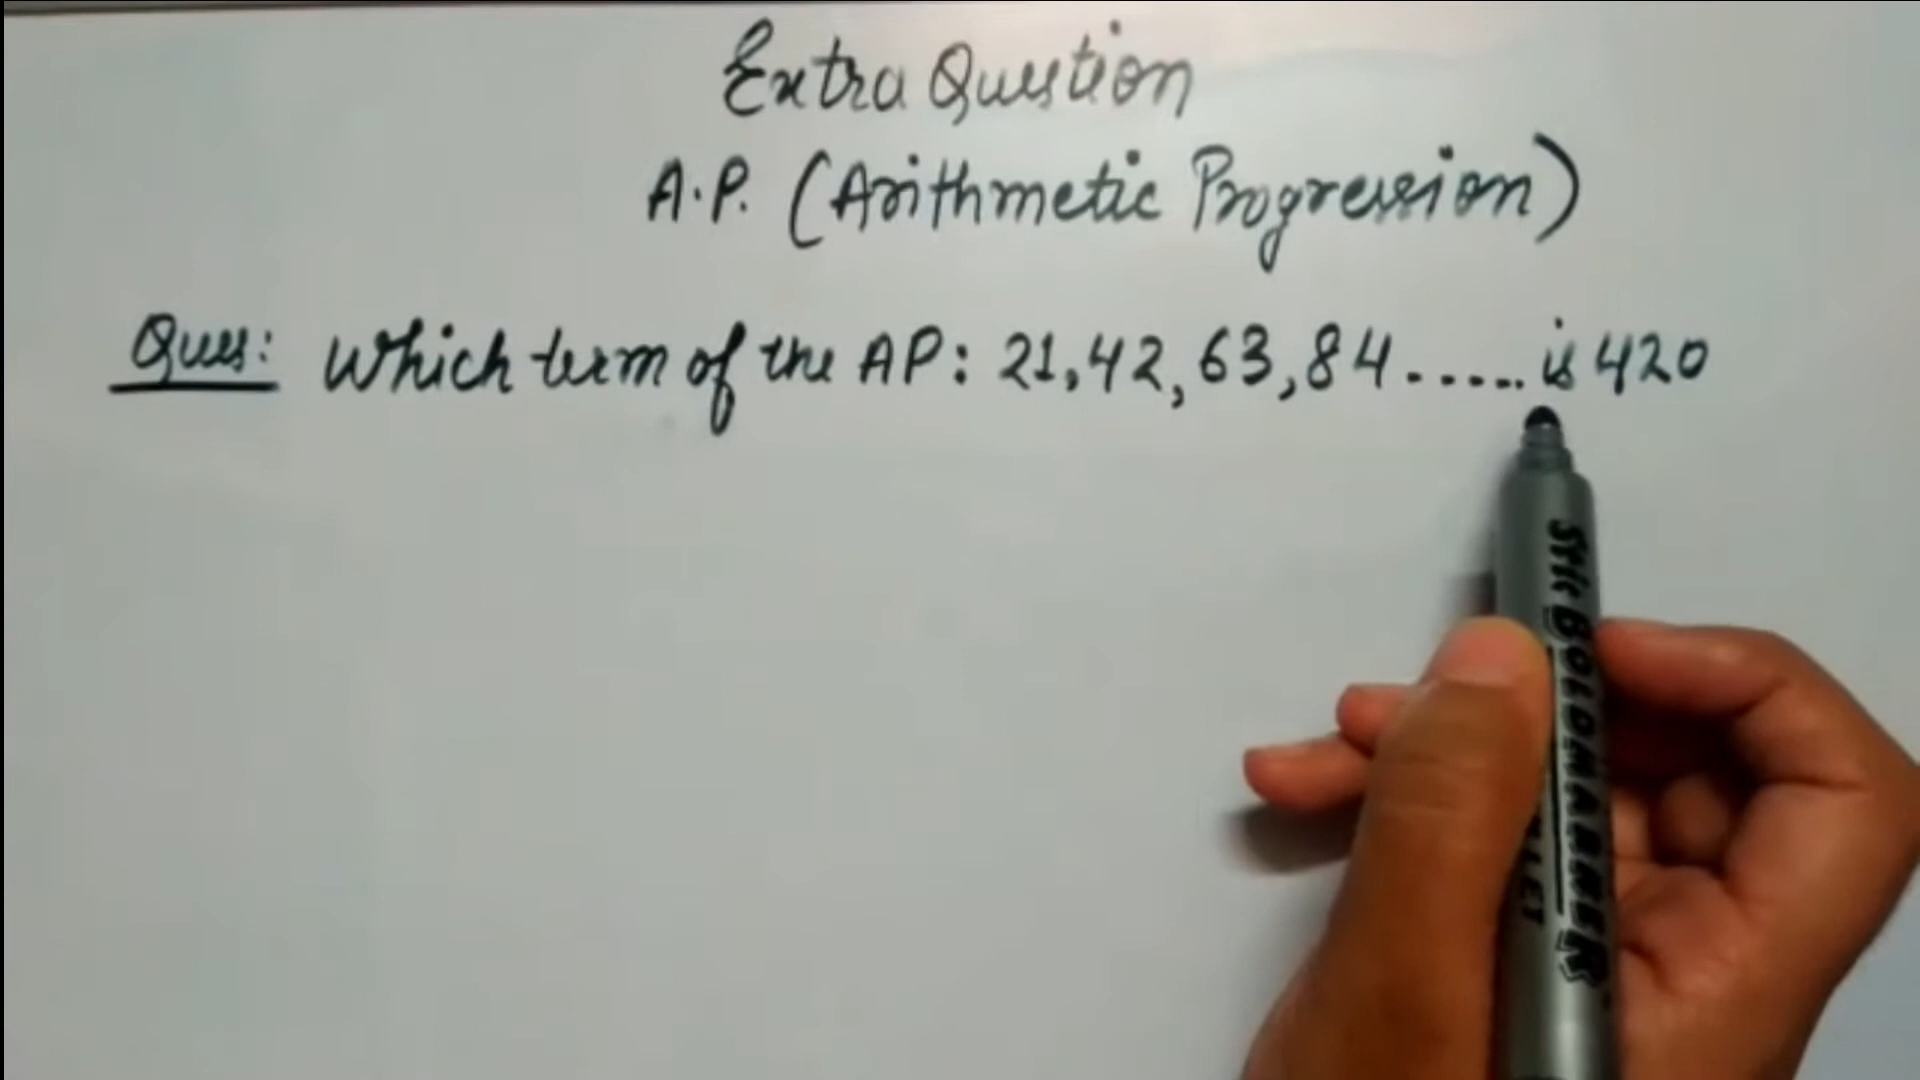 Extra Question
A.P. (Arithmetic Progression)
Ques: Which term of the AP: 21, 42, 63, 84..... is 420